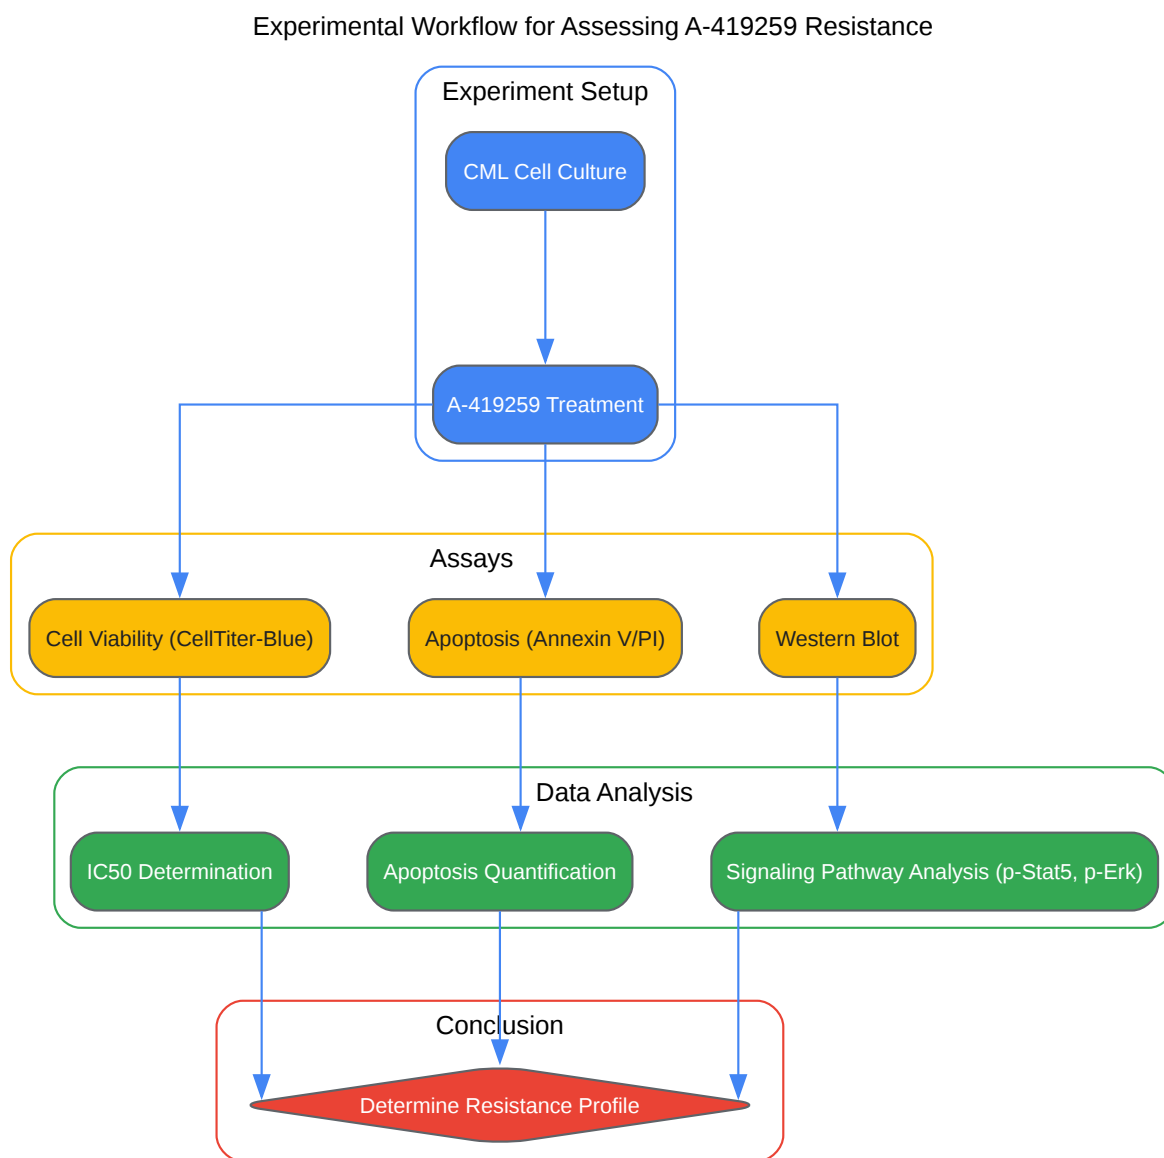 Experimental Workflow for Assessing A-419259 Resistance
Experiment Setup
CML Cell Culture
A-419259 Treatment
Assays
Cell Viability (CellTiter-Blue)
Apoptosis (Annexin V/PI)
Western Blot
Data Analysis
IC50 Determination
Apoptosis Quantification
Signaling Pathway Analysis (p-Stat5, p-Erk)
Conclusion
Determine Resistance Profile